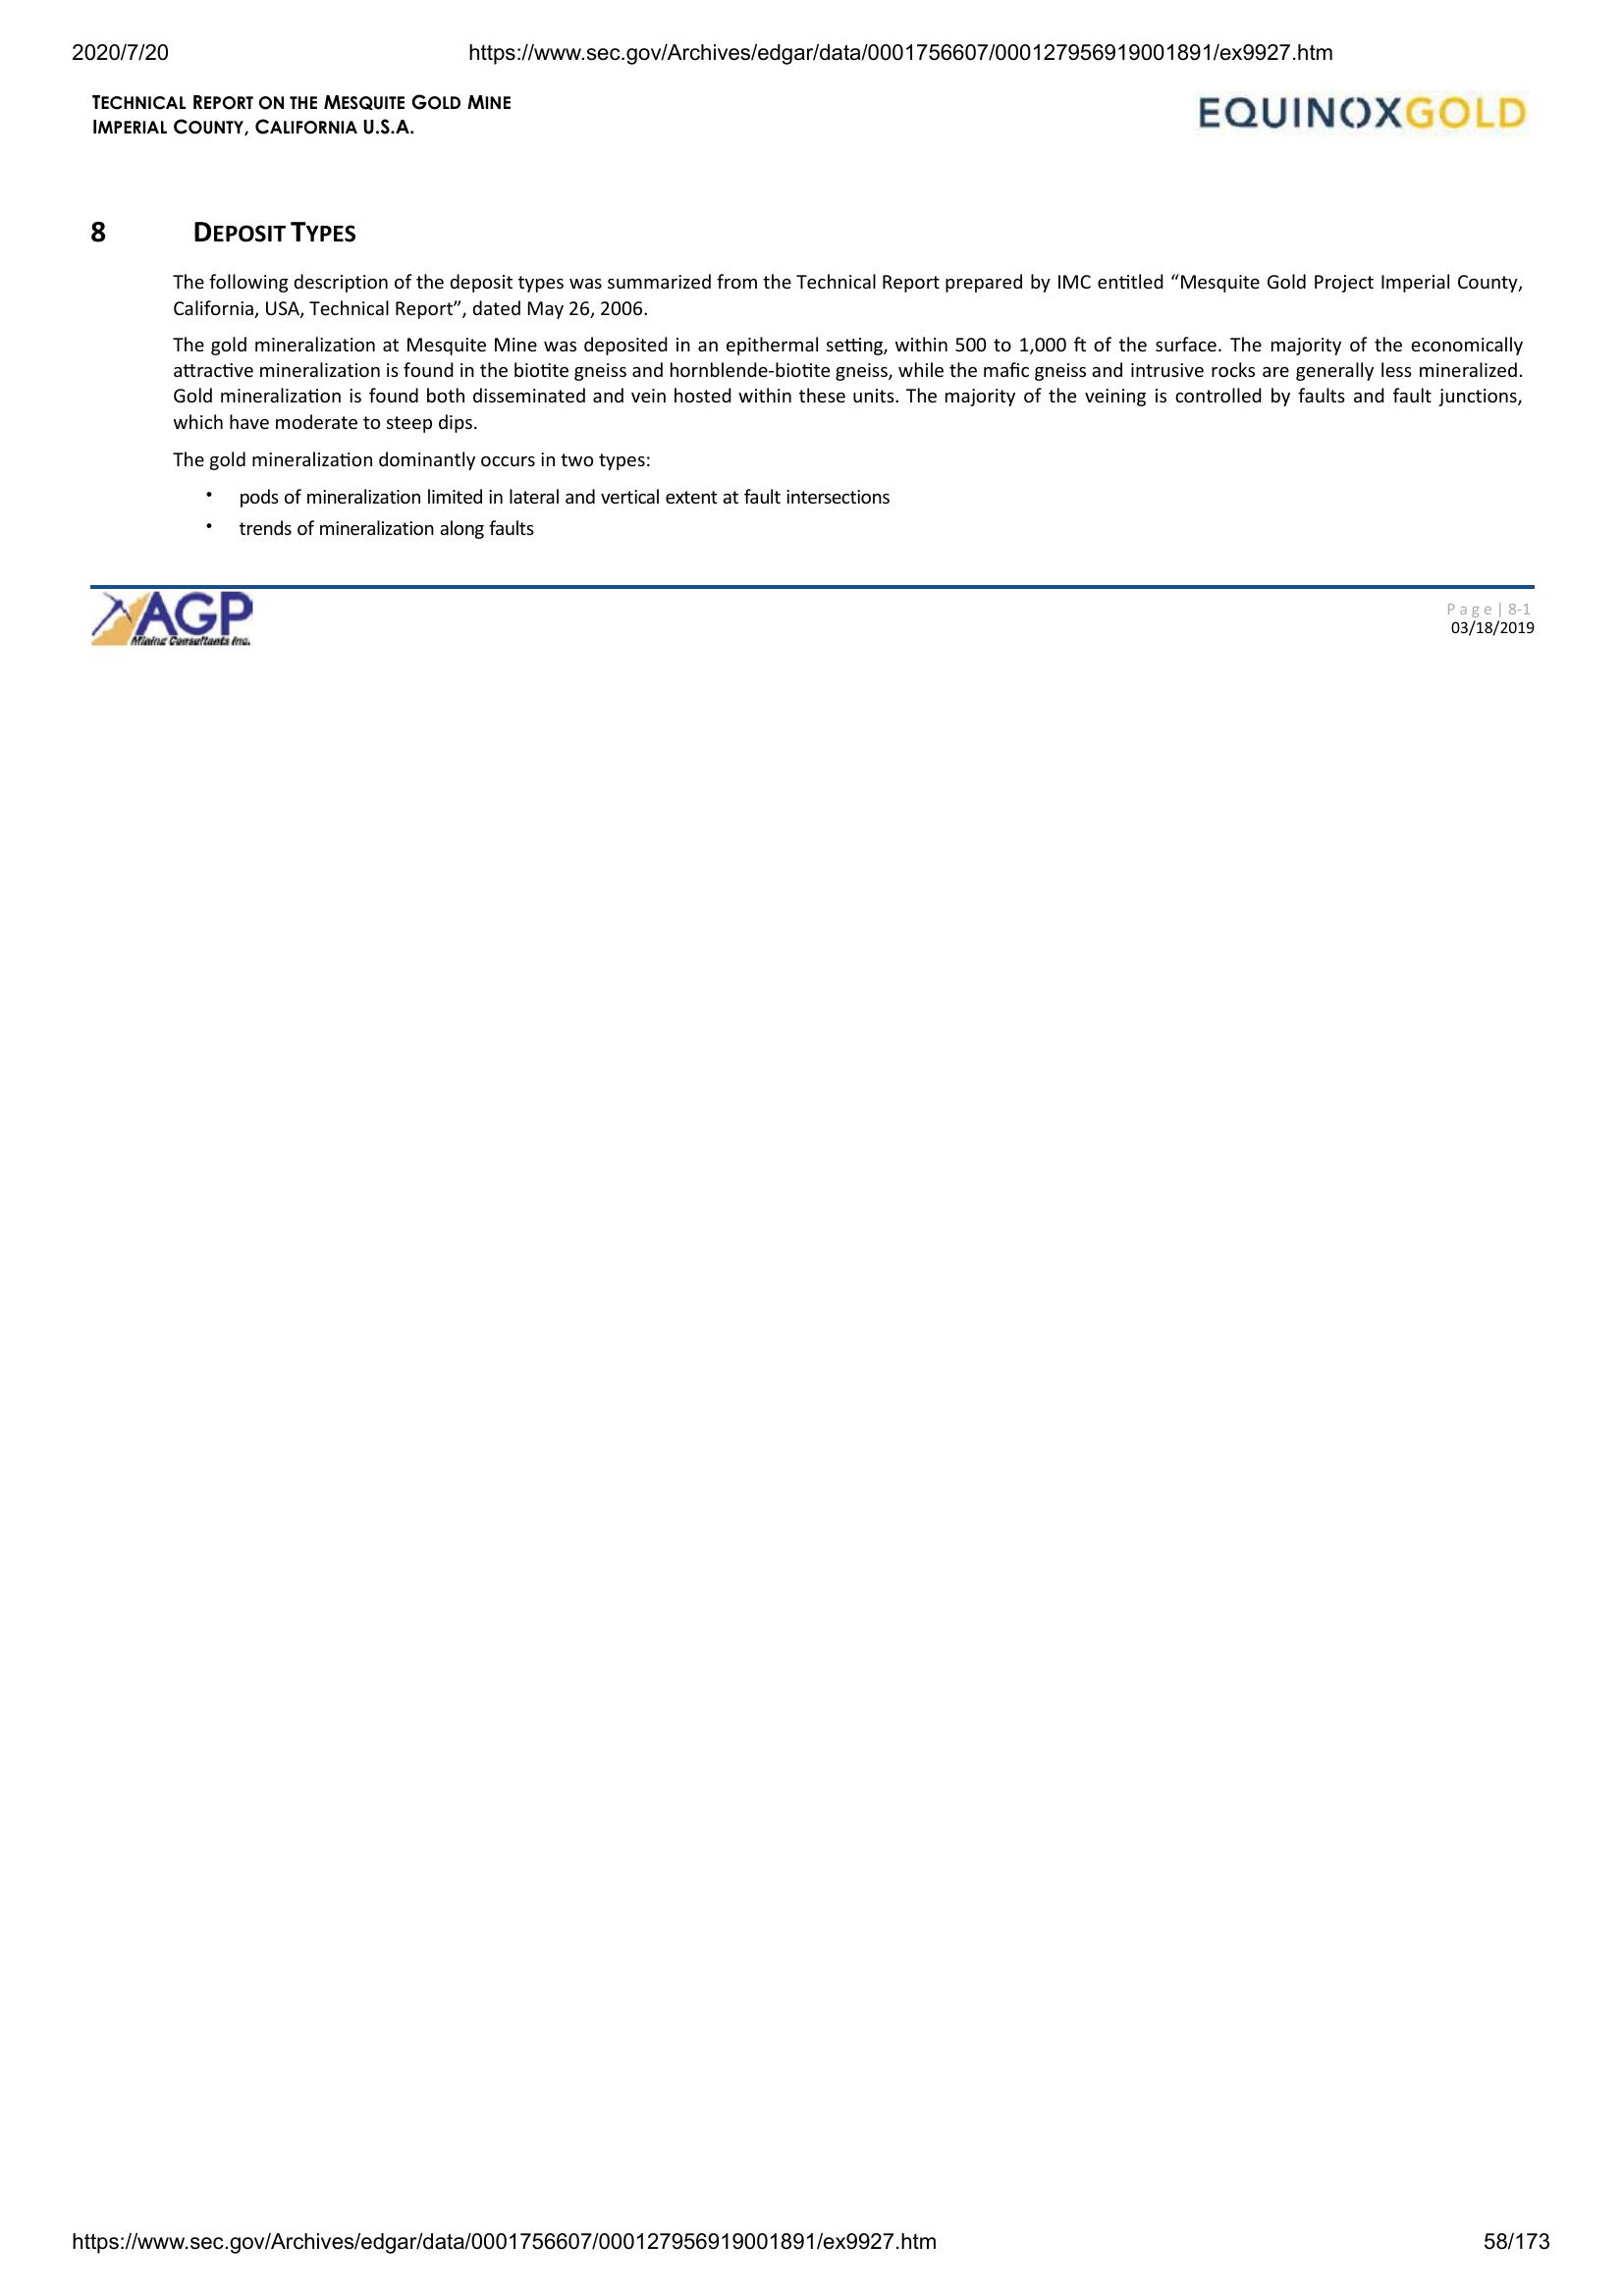 2020/7/20 https://www.sec.gov/Archives/edgar/data/0001756607/000127956919001891/ex9927.htm
TECHNICAL REPORT ON THE MESQUITE GOLD MINE
IMPERIAL COUNTY, CALIFORNIA U.S.A.
EQUINOXGOLD
8 DEPOSIT TYPES
The following description of the deposit types was summarized from the Technical Report prepared by IMC entitled “Mesquite Gold Project Imperial County,
California, USA, Technical Report”, dated May 26, 2006.
The gold mineralization at Mesquite Mine was deposited in an epithermal setting, within 500 to 1,000 ft of the surface. The majority of the economically
attractive mineralization is found in the biotite gneiss and hornblende-biotite gneiss, while the mafic gneiss and intrusive rocks are generally less mineralized.
Gold mineralization is found both disseminated and vein hosted within these units. The majority of the veining is controlled by faults and fault junctions,
which have moderate to steep dips.
The gold mineralization dominantly occurs in two types:
• pods of mineralization limited in lateral and vertical extent at fault intersections
• trends of mineralization along faults
AGP
Mining Consultants Inc.
Page | 8-1
03/18/2019
https://www.sec.gov/Archives/edgar/data/0001756607/000127956919001891/ex9927.htm 58/173